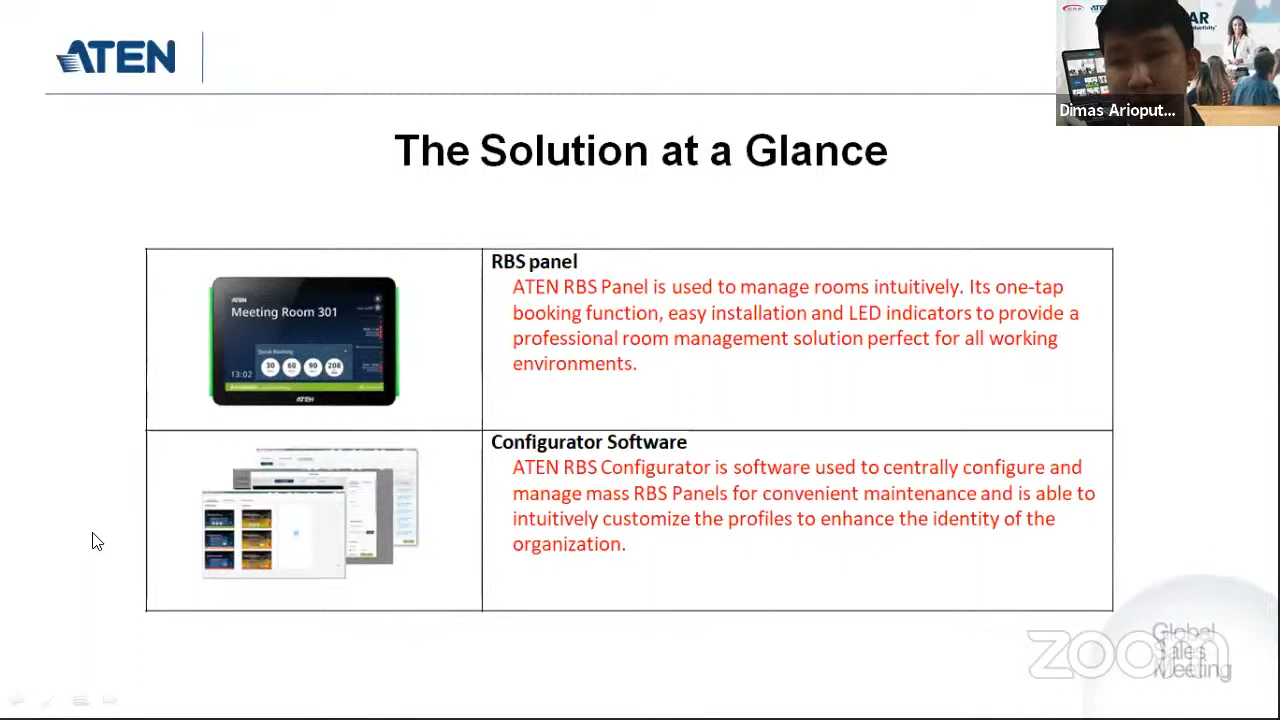 ATEN
AR
Dimas Arioput...
The Solution at a Glance
RBS panel
ATEN RBS Panel is used to manage rooms intuitively. Its one-tap
booking function, easy installation and LED indicators to provide a
professional room management solution perfect for all working
environments.
ATEN
Meeting Room 301
Quick Booking
30 60 90 208
13:02
ATEN
Configurator Software
ATEN RBS Configurator is software used to centrally configure and
manage mass RBS Panels for convenient maintenance and is able to
intuitively customize the profiles to enhance the identity of the
organization.
Global
Sales
Meeting
zoom